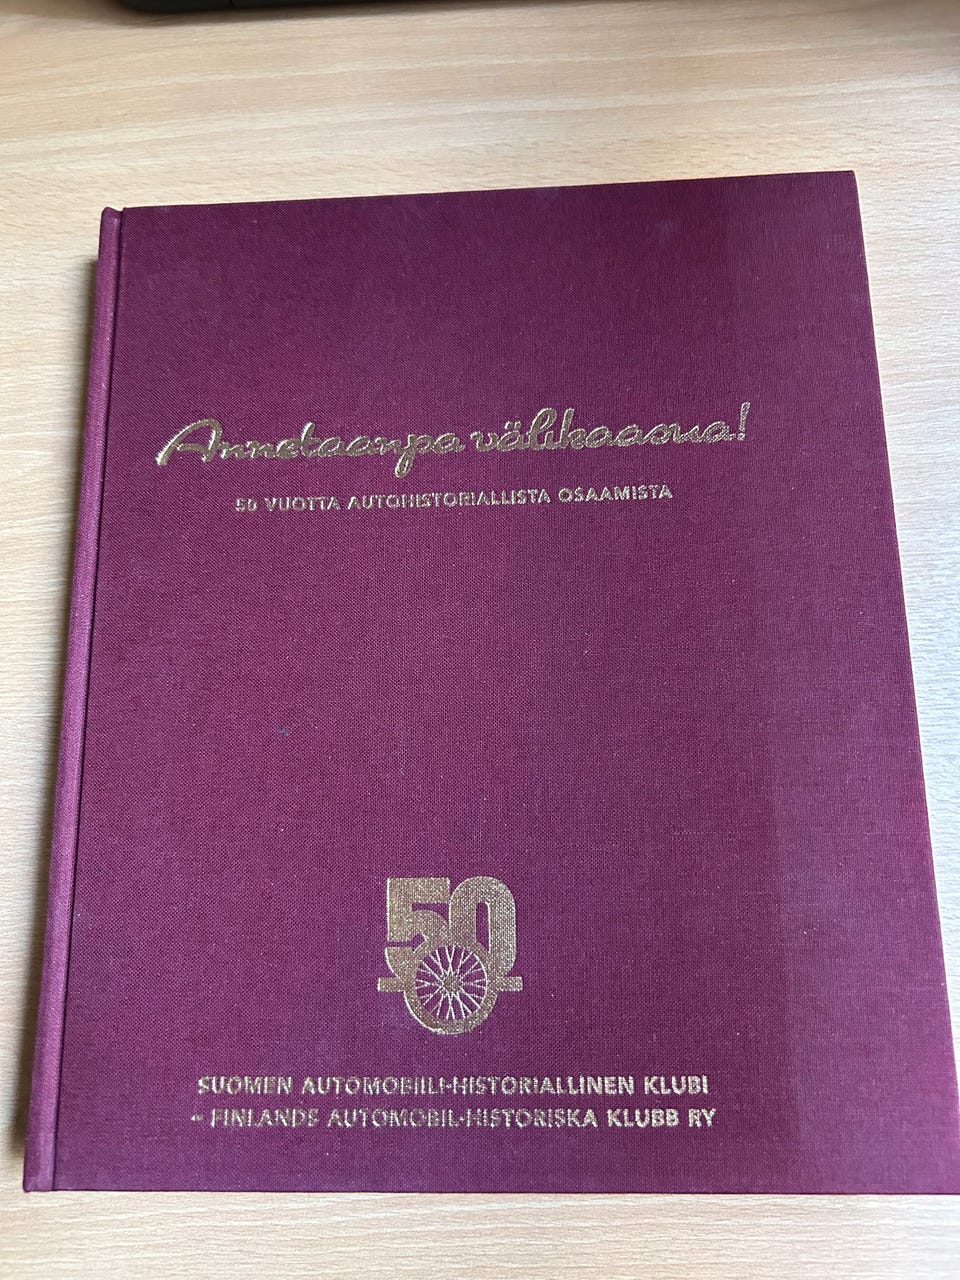 Annetaanpa välikaasua!
50 VUOTTA AUTOHISTORIALLISTA OSAAMISTA
50
SUOMEN AUTOMOBIILI-HISTORIALLINEN KLUBI
– FINLANDS AUTOMOBIL-HISTORISKA KLUBB RY